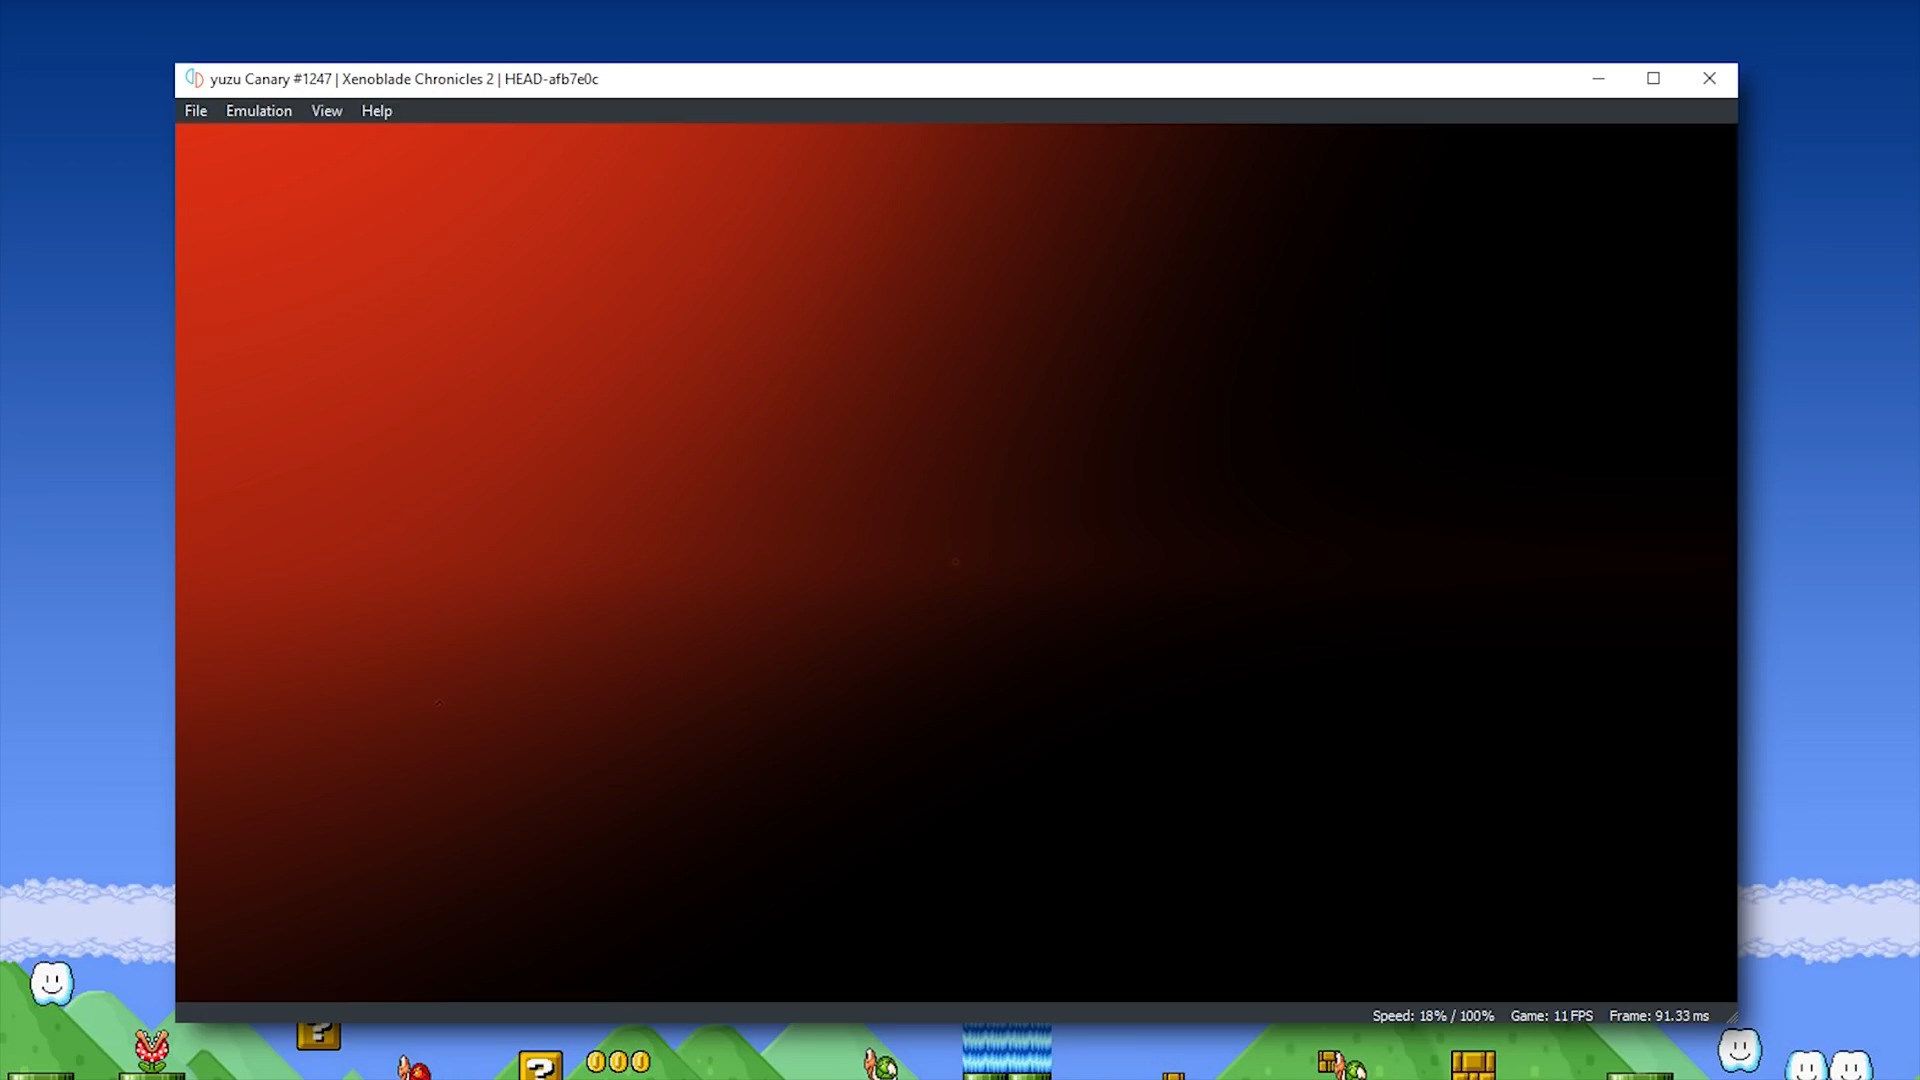 yuzu Canary #1247 | Xenoblade Chronicles 2 | HEAD-afb7e0c
File Emulation View Help
Speed: 18% / 100% Game: 11 FPS Frame: 91.33 ms